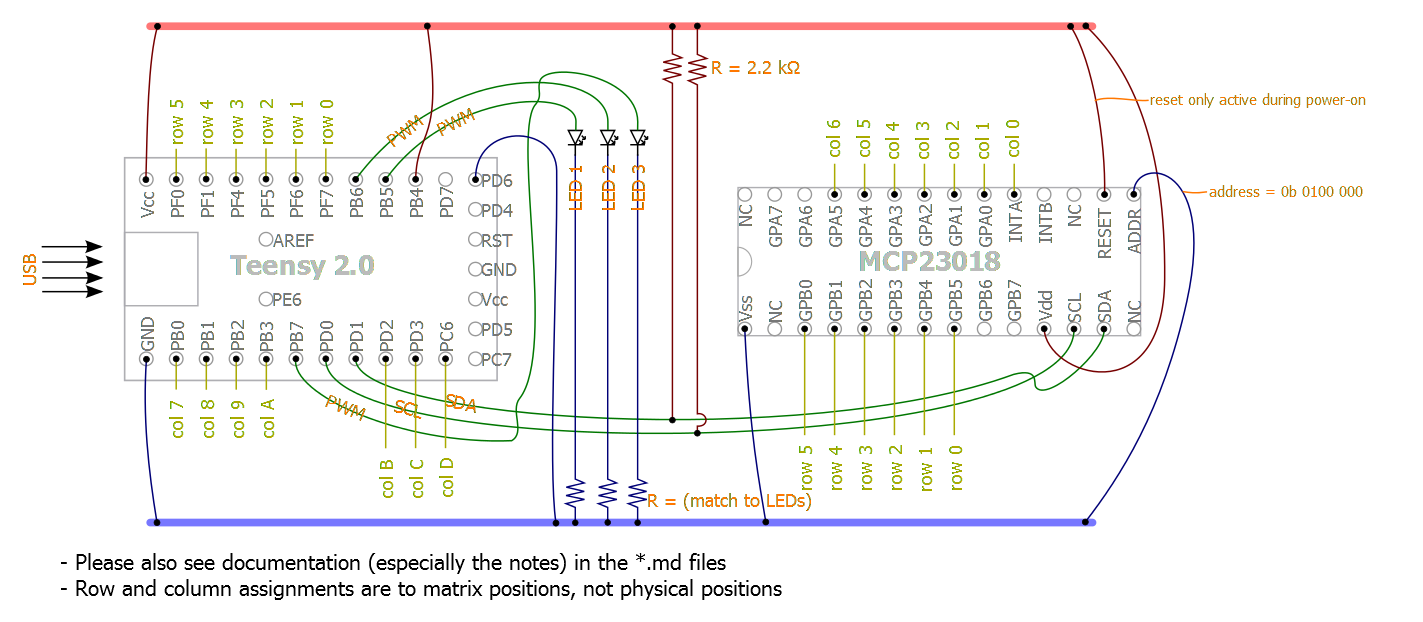 R = 2.2 kΩ
reset only active during power-on
row 5
row 4
row 3
row 2
row 1
row 0
PWM
PWM
col 6
col 5
col 4
col 3
col 2
col 1
col 0
Vcc
PF0
PF1
PF4
PF5
PF6
PF7
PB6
PB5
PB4
PD7
PD6
LED 1
LED 2
LED 3
address = 0b 0100 000
NC
GPA7
GPA6
GPA5
GPA4
GPA3
GPA2
GPA1
GPA0
INTA
INTB
NC
RESET
ADDR
PD4
AREF
RST
USB
Teensy 2.0
GND
MCP23018
PE6
Vcc
Vss
NC
GPB0
GPB1
GPB2
GPB3
GPB4
GPB5
GPB6
GPB7
Vdd
SCL
SDA
NC
GND
PB0
PB1
PB2
PB3
PB7
PD0
PD1
PD2
PD3
PC6
PD5
PC7
col 7
col 8
col 9
col A
PWM
SCL
SDA
col B
col C
col D
row 5
row 4
row 3
row 2
row 1
row 0
R = (match to LEDs)
- Please also see documentation (especially the notes) in the *.md files
- Row and column assignments are to matrix positions, not physical positions